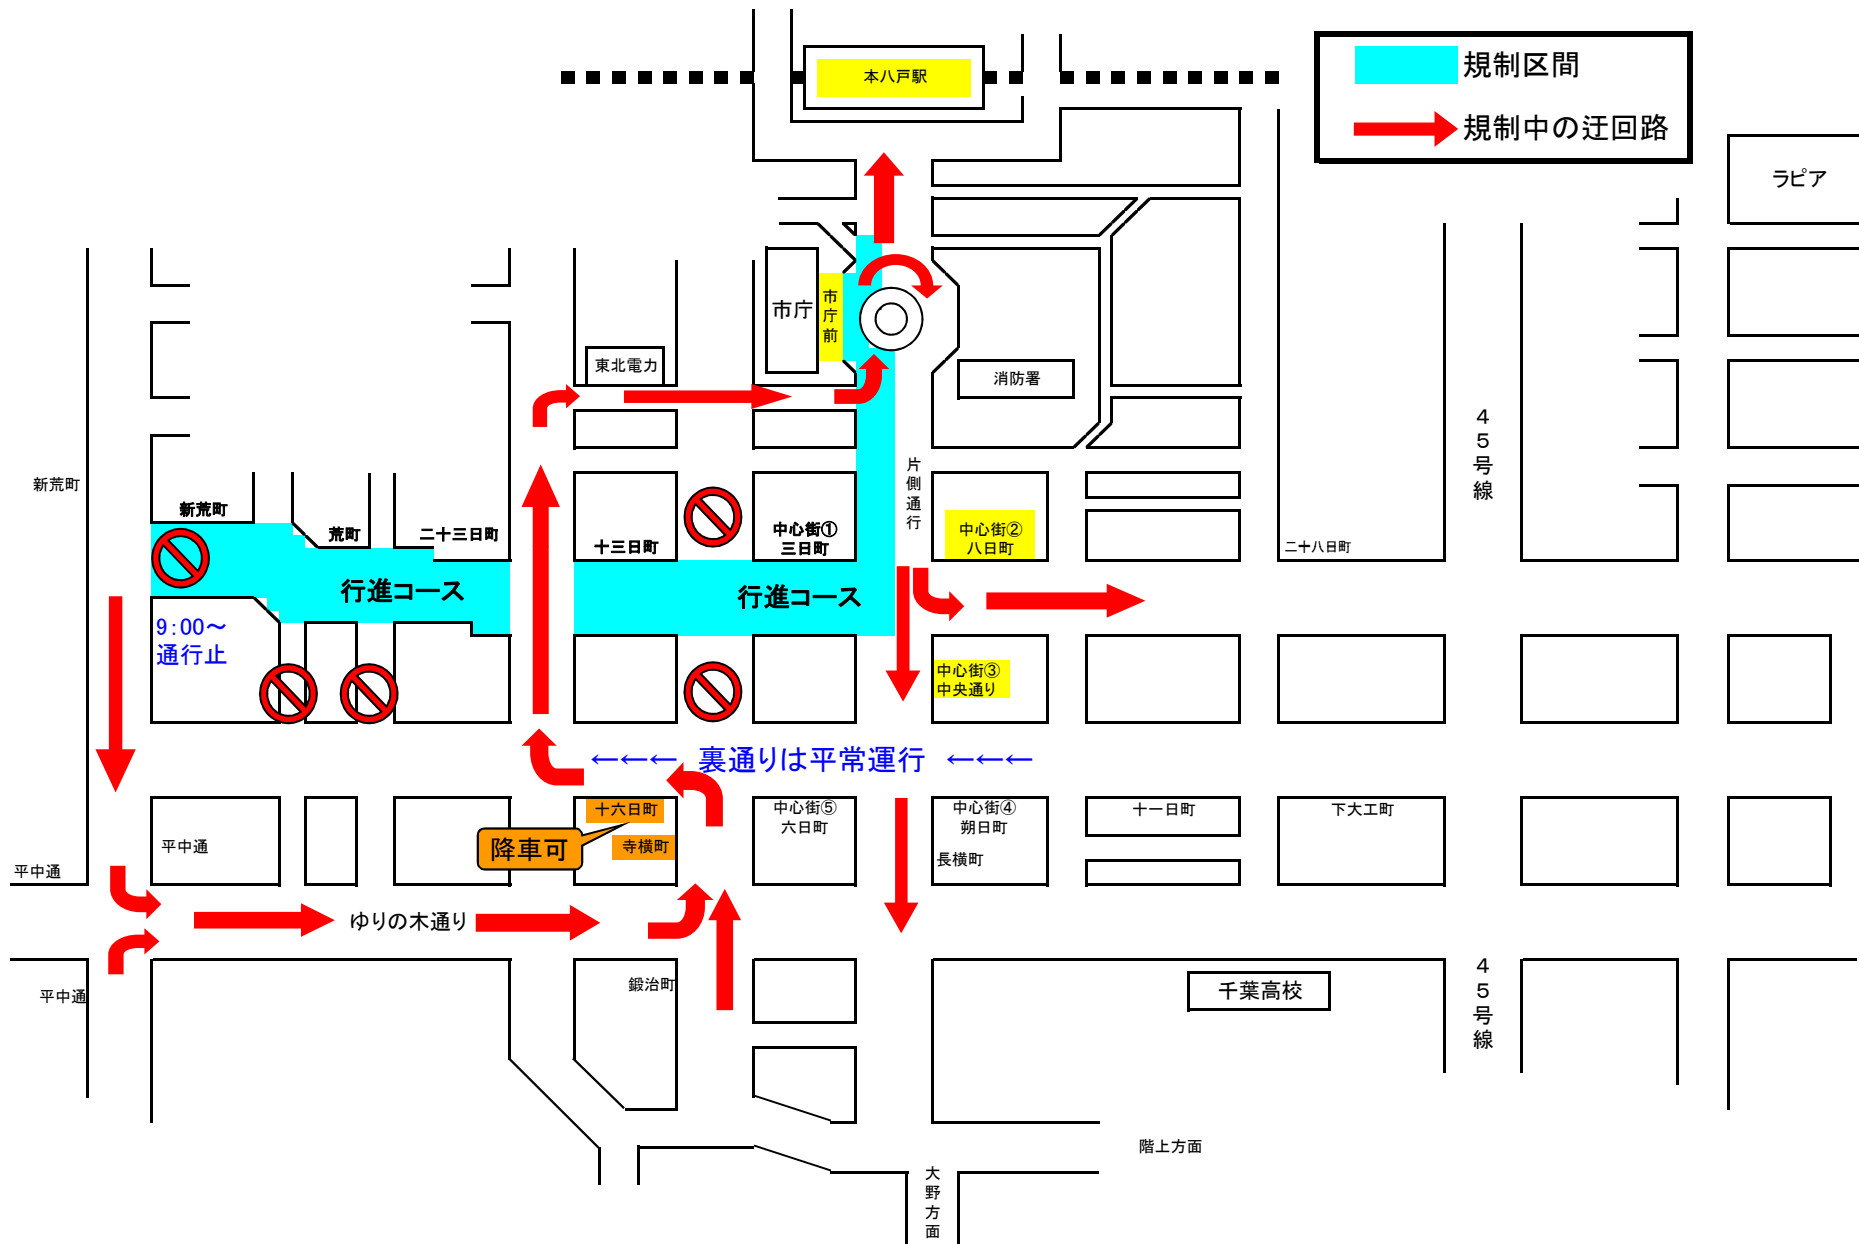 本八戸駅
規制区間
規制中の迂回路
ラピア
市庁
市庁前
東北電力
消防署
45号線
片側通行
新荒町
新荒町
荒町
二十三日町
十三日町
中心街①
三日町
中心街②
八日町
二十八日町
行進コース
行進コース
9:00～
通行止
中心街③
中央通り
←←← 裏通りは平常運行 ←←←
十六日町
寺横町
降車可
中心街⑤
六日町
中心街④
朔日町
長横町
十一日町
下大工町
平中通
平中通
ゆりの木通り
平中通
鍛治町
千葉高校
45号線
階上方面
大野方面